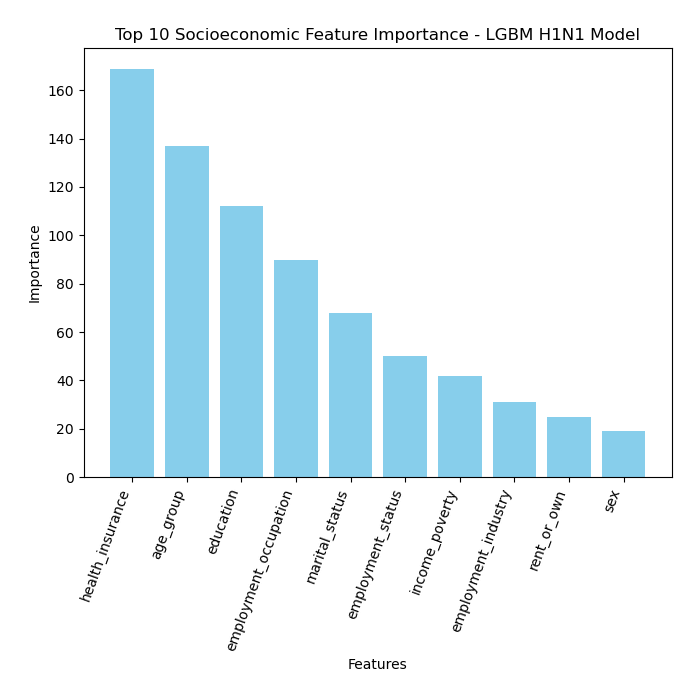 Top 10 Socioeconomic Feature Importance - LGBM H1N1 Model
Importance
160
140
120
100
80
60
40
20
0
health_insurance
age_group
education
employment_occupation
marital_status
employment_status
income_poverty
employment_industry
rent_or_own
sex
Features